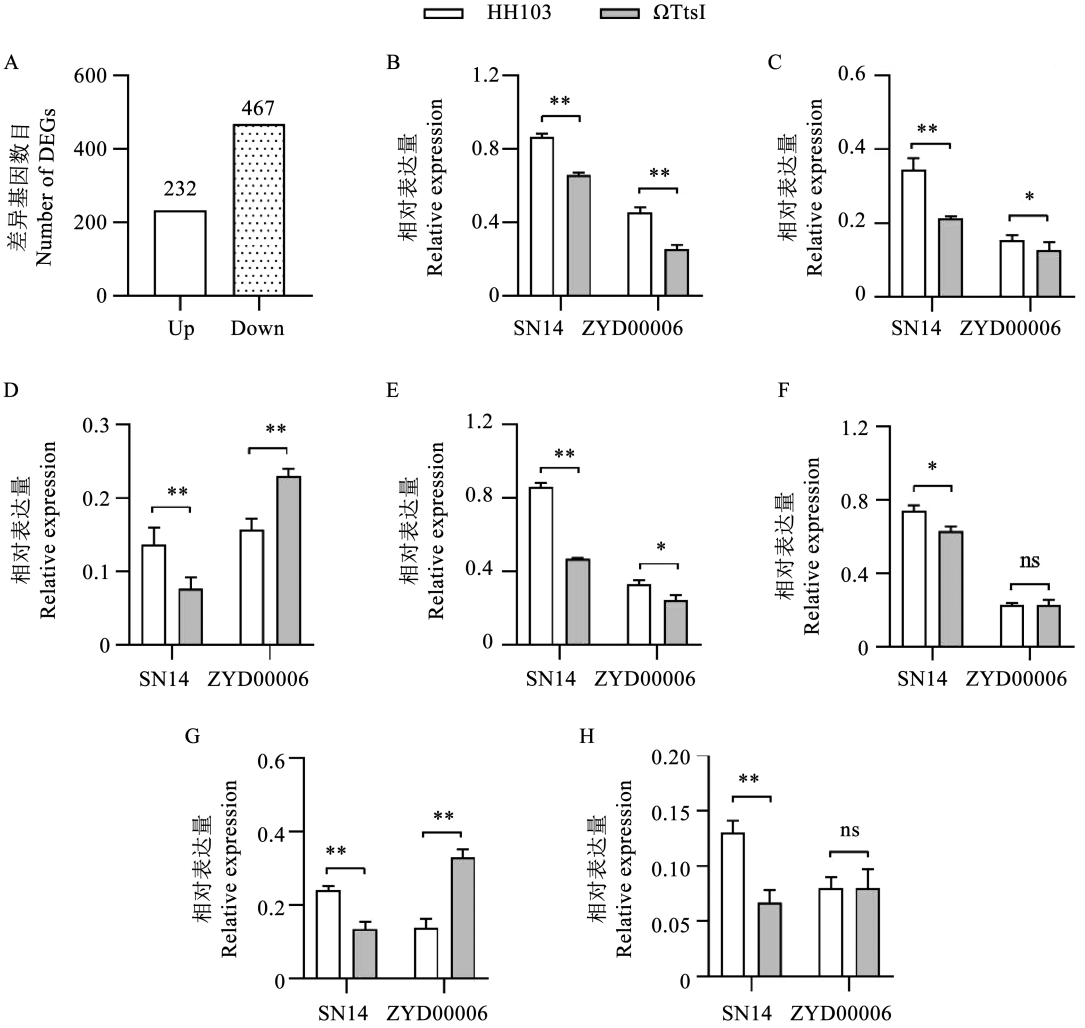 HH103 ΩTtsI
A
差异基因数目
Number of DEGs
600
400
200
0
232
467
Up Down
B
相对表达量
Relative expression
1.2
0.8
0.4
0
**
**
SN14 ZYD00006
C
相对表达量
Relative expression
0.6
0.4
0.2
0
**
*
SN14 ZYD00006
D
相对表达量
Relative expression
0.3
0.2
0.1
0
**
**
SN14 ZYD00006
E
相对表达量
Relative expression
1.2
0.8
0.4
0
**
*
SN14 ZYD00006
F
相对表达量
Relative expression
1.2
0.8
0.4
0
*
ns
SN14 ZYD00006
G
相对表达量
Relative expression
0.6
0.4
0.2
0
**
**
SN14 ZYD00006
H
相对表达量
Relative expression
0.20
0.15
0.10
0.05
0
**
ns
SN14 ZYD00006